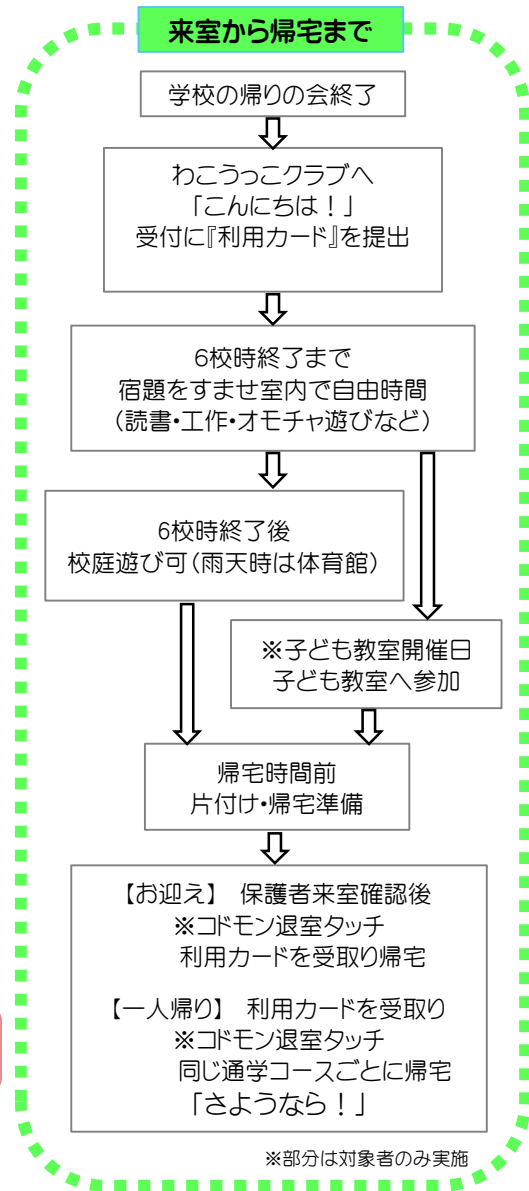 来室から帰宅まで
学校の帰りの会終了
わこうっこクラブへ
「こんにちは！」
受付に『利用カード』を提出
6校時終了まで
宿題をすませ室内で自由時間
（読書・工作・オモチャ遊びなど）
6校時終了後
校庭遊び可（雨天時は体育館）
※子ども教室開催日
子ども教室へ参加
帰宅時間前
片付け・帰宅準備
【お迎え】 保護者来室確認後
※コドモン退室タッチ
利用カードを受取り帰宅
【一人帰り】 利用カードを受取り
※コドモン退室タッチ
同じ通学コースごとに帰宅
「さようなら！」
※部分は対象者のみ実施